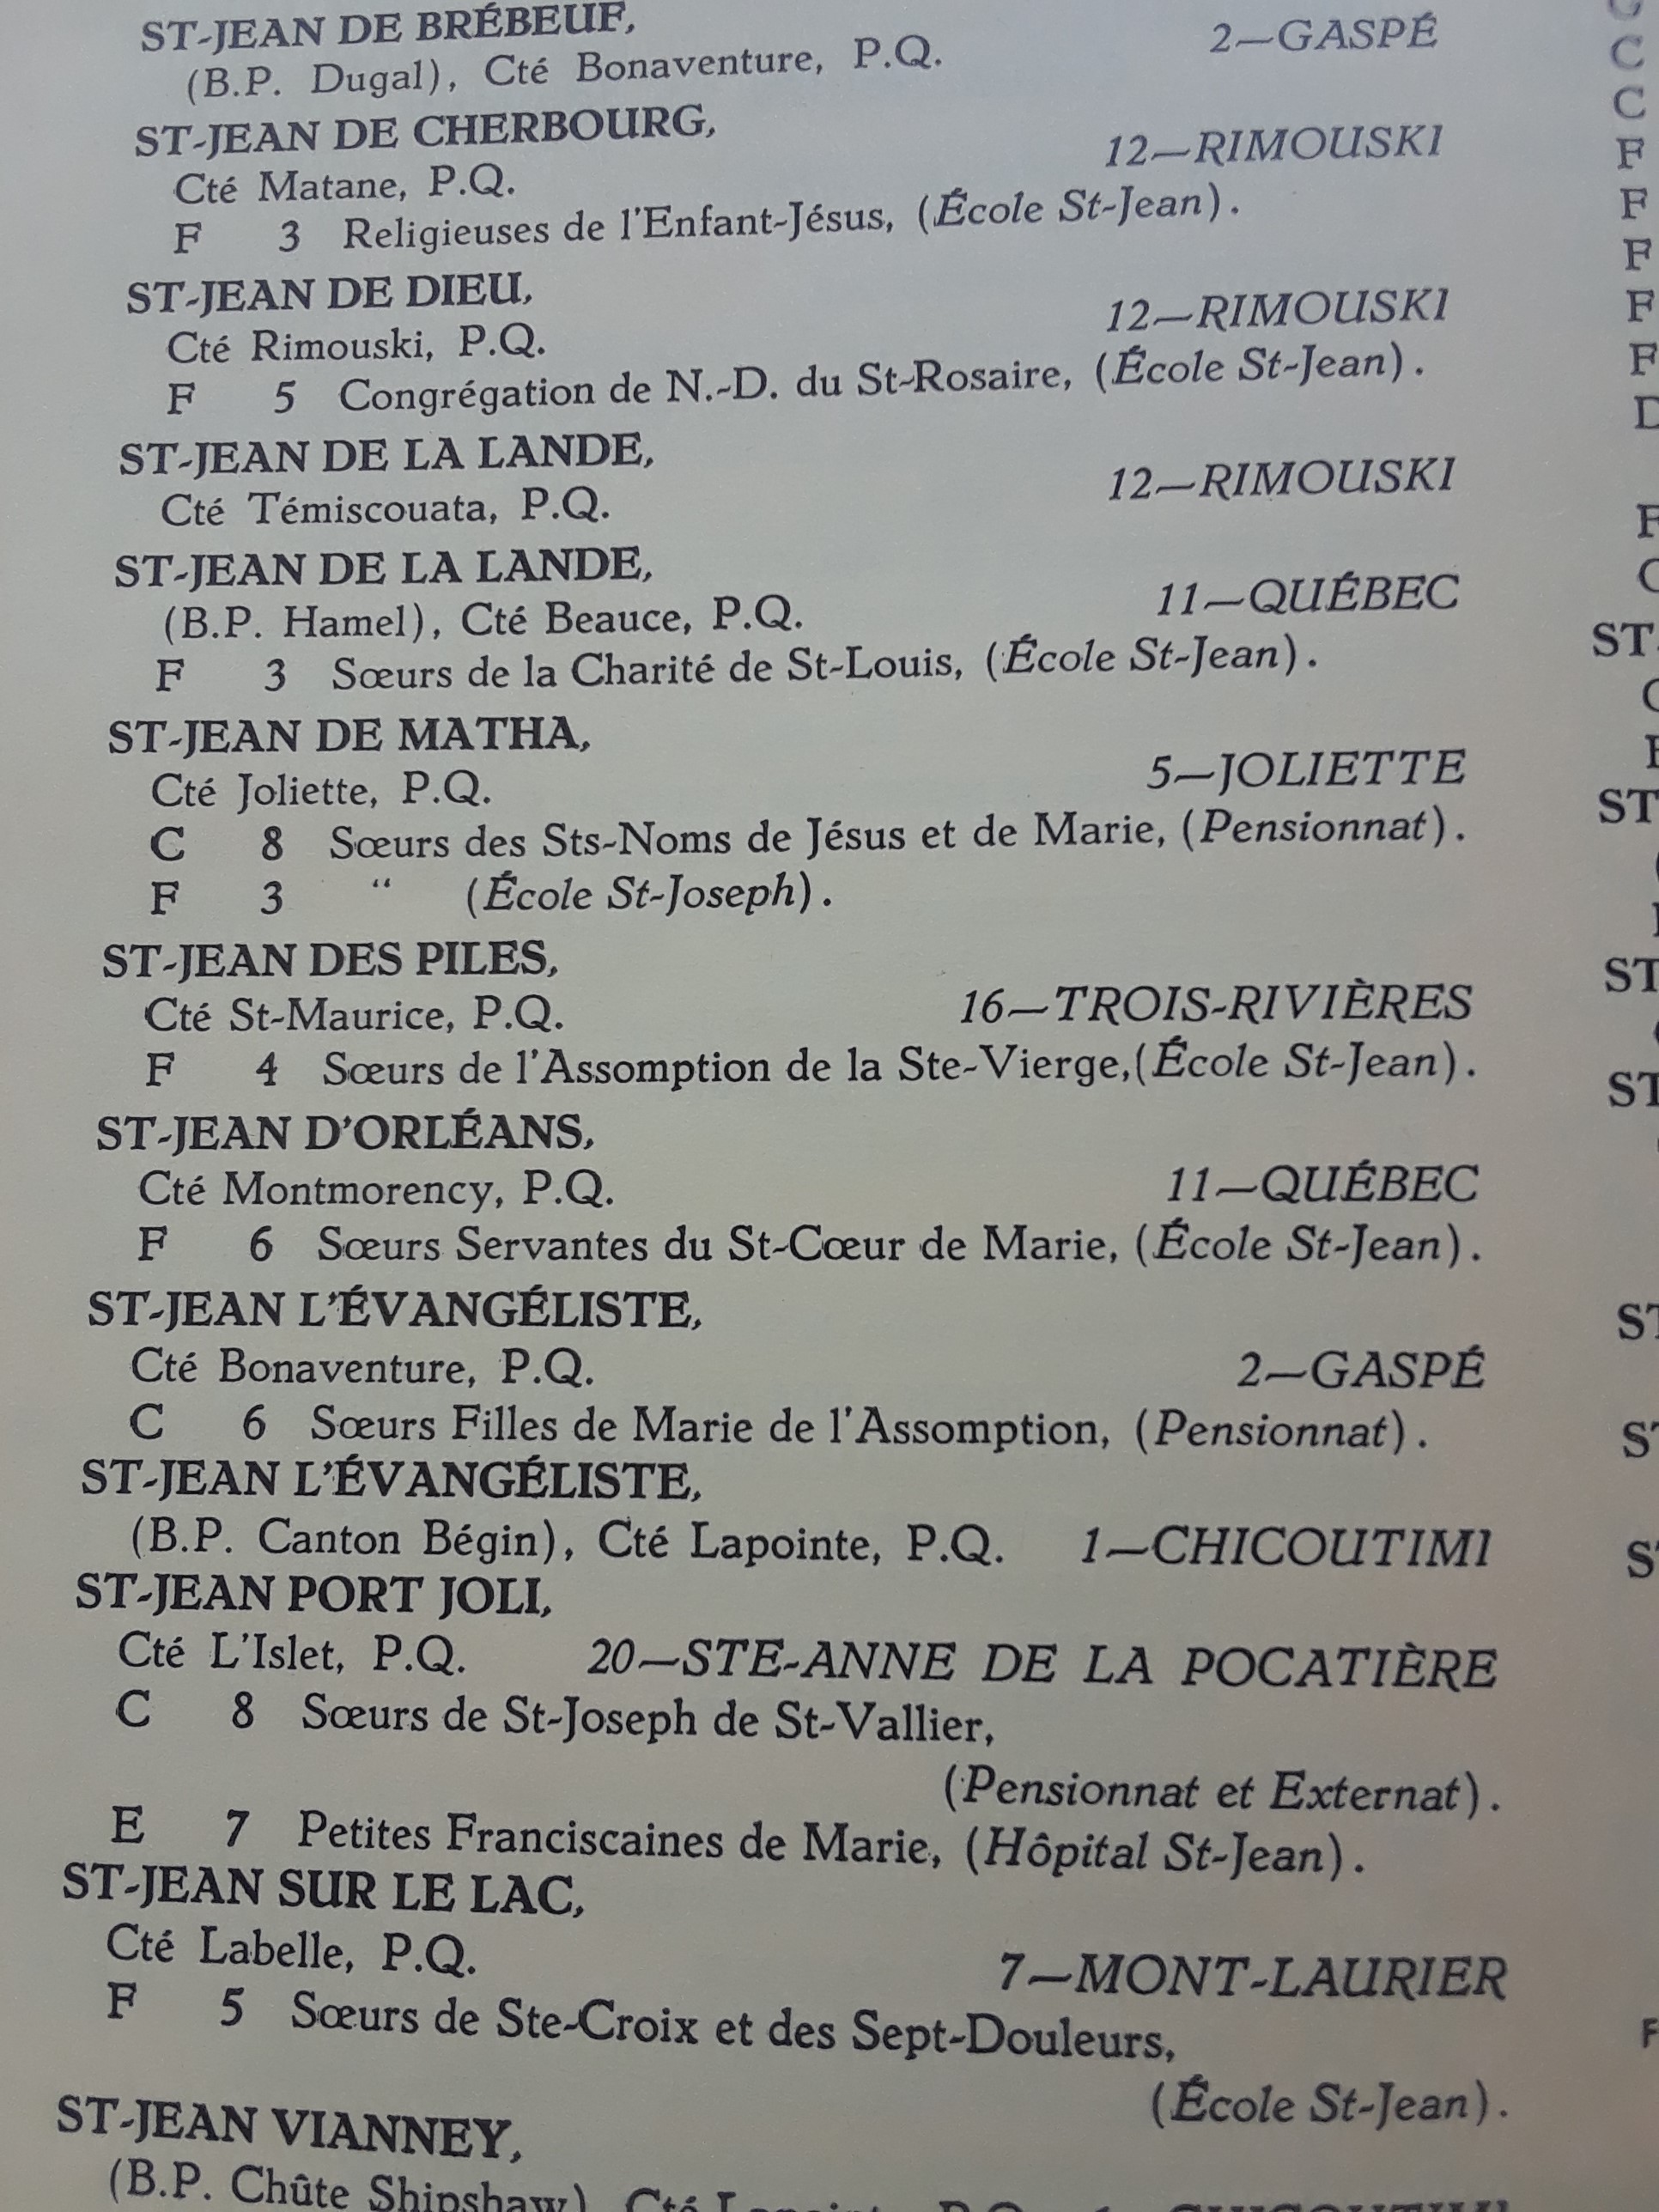 ST-JEAN DE BRÉBEUF,
(B.P. Dugal), Cté Bonaventure, P.Q. 2—GASPÉ
ST-JEAN DE CHERBOURG,
Cté Matane, P.Q. 12—RIMOUSKI
F 3 Religieuses de l'Enfant-Jésus, (École St-Jean).
ST-JEAN DE DIEU,
Cté Rimouski, P.Q. 12—RIMOUSKI
F 5 Congrégation de N.-D. du St-Rosaire, (École St-Jean).
ST-JEAN DE LA LANDE,
Cté Témiscouata, P.Q. 12—RIMOUSKI
ST-JEAN DE LA LANDE,
(B.P. Hamel), Cté Beauce, P.Q. 11—QUÉBEC
F 3 Sœurs de la Charité de St-Louis, (École St-Jean).
ST-JEAN DE MATHA,
Cté Joliette, P.Q. 5—JOLIETTE
C 8 Sœurs des Sts-Noms de Jésus et de Marie, (Pensionnat).
F 3 “ (École St-Joseph).
ST-JEAN DES PILES,
Cté St-Maurice, P.Q. 16—TROIS-RIVIÈRES
F 4 Sœurs de l'Assomption de la Ste-Vierge,(École St-Jean).
ST-JEAN D'ORLÉANS,
Cté Montmorency, P.Q. 11—QUÉBEC
F 6 Sœurs Servantes du St-Cœur de Marie, (École St-Jean).
ST-JEAN L'ÉVANGÉLISTE,
Cté Bonaventure, P.Q. 2—GASPÉ
C 6 Sœurs Filles de Marie de l'Assomption, (Pensionnat).
ST-JEAN L'ÉVANGÉLISTE,
(B.P. Canton Bégin), Cté Lapointe, P.Q. 1—CHICOUTIMI
ST-JEAN PORT JOLI,
Cté L'Islet, P.Q. 20—STE-ANNE DE LA POCATIÈRE
C 8 Sœurs de St-Joseph de St-Vallier,
(Pensionnat et Externat).
E 7 Petites Franciscaines de Marie, (Hôpital St-Jean).
ST-JEAN SUR LE LAC,
Cté Labelle, P.Q. 7—MONT-LAURIER
F 5 Sœurs de Ste-Croix et des Sept-Douleurs,
(École St-Jean).
ST-JEAN VIANNEY,
(B.P. Chûte Shipshaw), Cté Lapointe, P.Q. 1—CHICOUTIMI